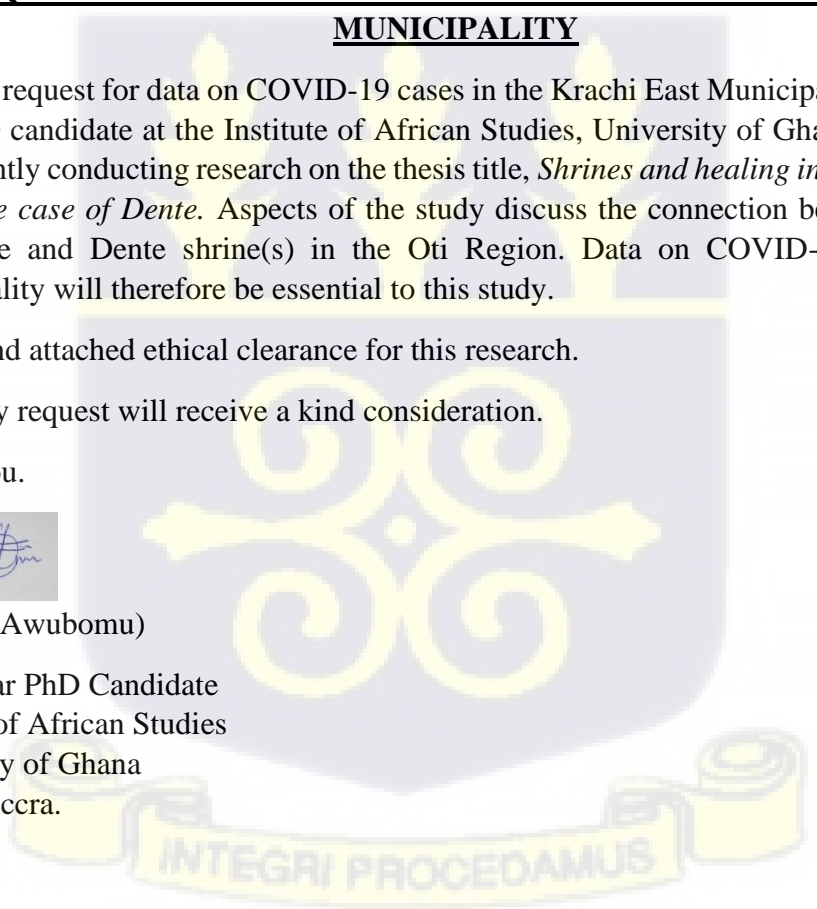 MUNICIPALITY
request for data on COVID-19 cases in the Krachi East Municipa
candidate at the Institute of African Studies, University of Gha
ntly conducting research on the thesis title, Shrines and healing in
e case of Dente. Aspects of the study discuss the connection be
e and Dente shrine(s) in the Oti Region. Data on COVID-
ality will therefore be essential to this study.
nd attached ethical clearance for this research.
y request will receive a kind consideration.
ou.
Awubomu)
ar PhD Candidate
of African Studies
y of Ghana
ccra.
INTEGRI PROCEDAMUS